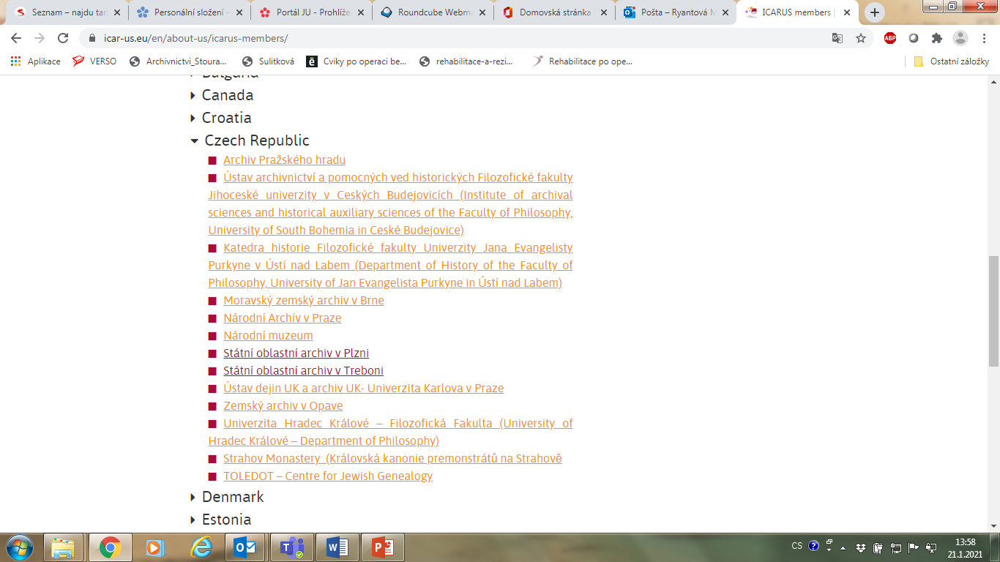 Seznam – najdu tam
Personální složení –
Portál JU - Prohlíže
Roundcube Webma
Domovská stránka
Pošta – Ryantová M
ICARUS members |
icar-us.eu/en/about-us/icarus-members/
ABP
Aplikace
VERSO
Archivnictvi_Stoura...
Sulitková
Cviky po operaci be...
rehabilitace-a-rezi...
Rehabilitace po ope...
Ostatní záložky
Bulgaria
Canada
Croatia
Czech Republic
Archiv Pražského hradu
Ústav archivnictví a pomocných ved historických Filozofické fakulty
Jihoceské univerzity v Ceských Budejovicích (Institute of archival
sciences and historical auxiliary sciences of the Faculty of Philosophy,
University of South Bohemia in Ceské Budejovice)
Katedra historie Filozofické fakulty Univerzity Jana Evangelisty
Purkyne v Ústí nad Labem (Department of History of the Faculty of
Philosophy, University of Jan Evangelista Purkyne in Ústí nad Labem)
Moravský zemský archiv v Brne
Národní Archív v Praze
Národní muzeum
Státní oblastní archiv v Plzni
Státní oblastní archiv v Treboni
Ústav dejin UK a archiv UK- Univerzita Karlova v Praze
Zemský archiv v Opave
Univerzita Hradec Králové – Filozofická Fakulta (University of
Hradec Králové – Department of Philosophy)
Strahov Monastery (Královská kanonie premonstrátů na Strahově
TOLEDOT – Centre for Jewish Genealogy
Denmark
Estonia
CS
13:58
21.1.2021